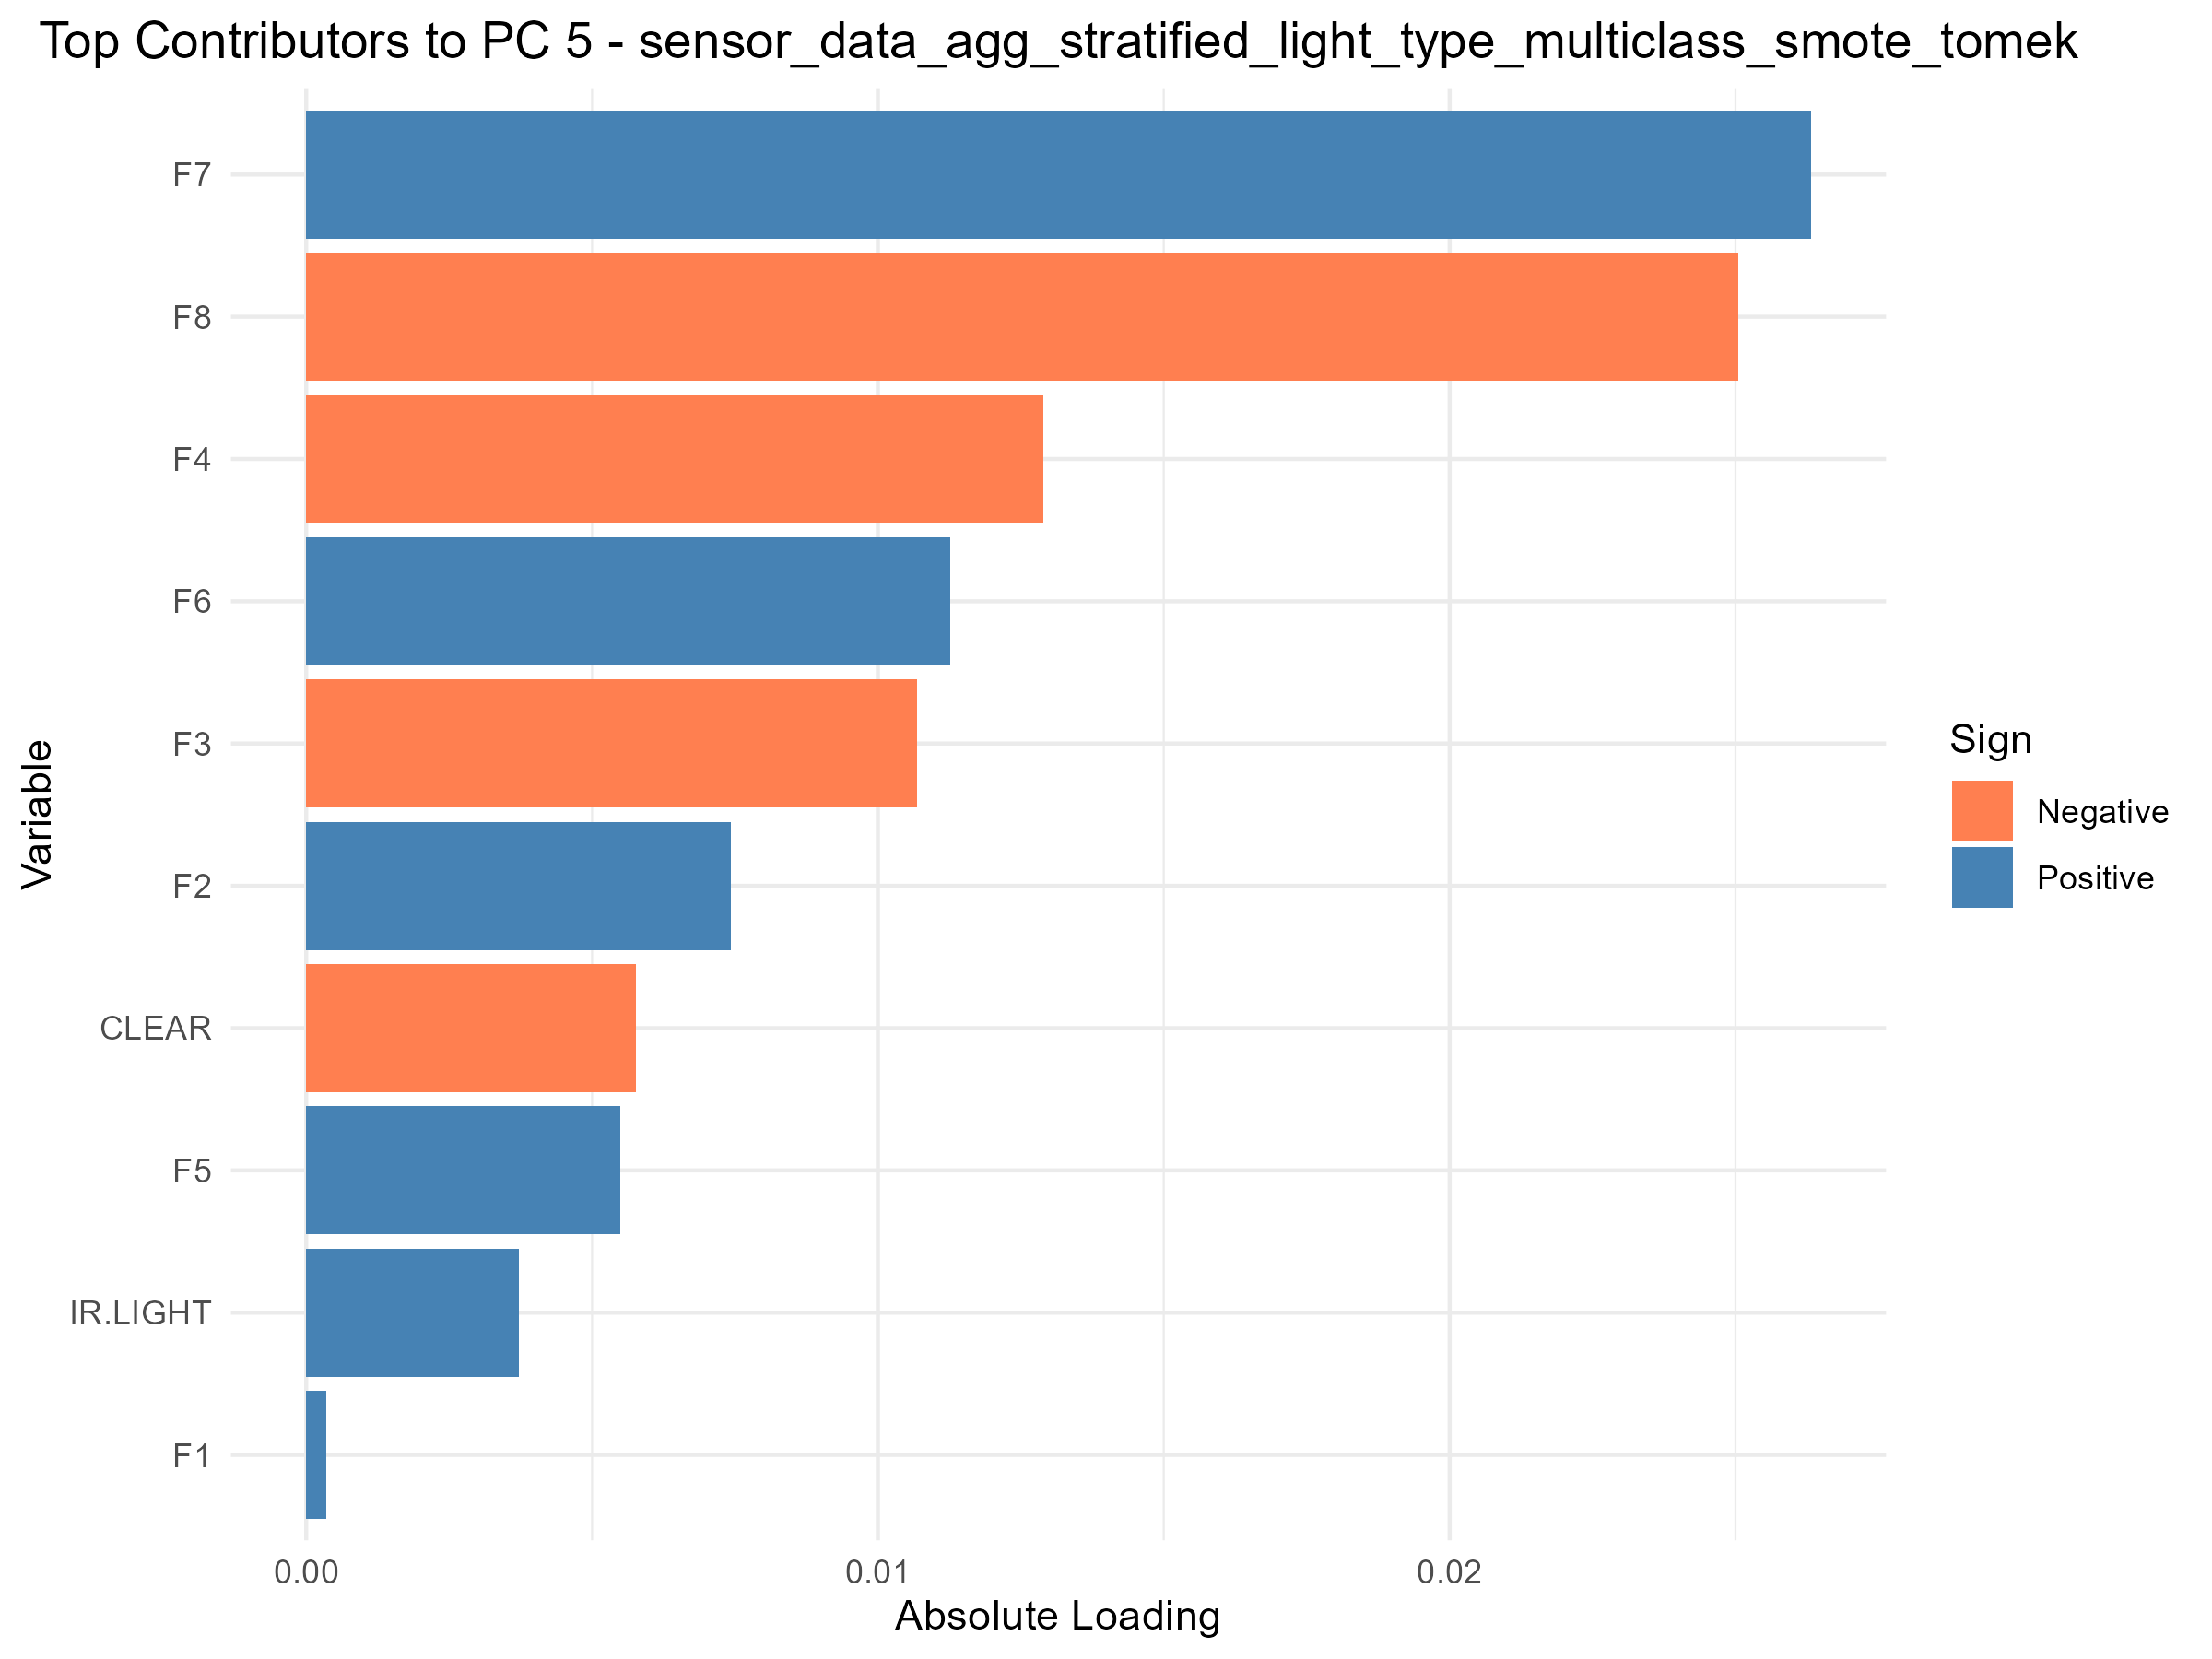 Top Contributors to PC 5 - sensor_data_agg_stratified_light_type_multiclass_smote_tomek
F7
F8
F4
F6
F3
F2
CLEAR
F5
IR.LIGHT
F1
Variable
0.00 0.01 0.02
Absolute Loading
Sign
Negative
Positive